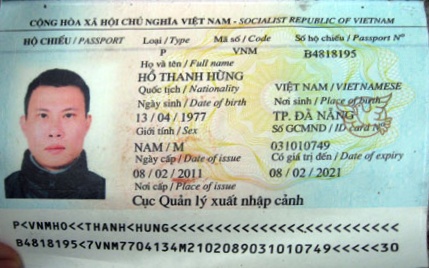 CỘNG HÒA XÃ HỘI CHỦ NGHĨA VIỆT NAM - SOCIALIST REPUBLIC OF VIETNAM
HỘ CHIẾU / PASSPORT Loại / Type Mã số / Code Số hộ chiếu / Passport Nº
P VNM B4818195
Họ và tên / Full name
HỒ THANH HÙNG
Quốc tịch / Nationality VIỆT NAM / VIETNAMESE
Ngày sinh / Date of birth Nơi sinh / Place of birth
13 / 04 / 1977 TP. ĐÀ NẴNG
Giới tính / Sex Số GCMND / ID card Nº
NAM / M 031010749
Ngày cấp / Date of issue Có giá trị đến / Date of expiry
08 / 02 / 2011 08 / 02 / 2021
Nơi cấp / Place of issue
Cục Quản lý xuất nhập cảnh
P<VNMHO<<THANH<HUNG<<<<<<<<<<<<<<<<<<<<<<<<<
B4818195<7VNM7704134M2102089031010749<<<<<30